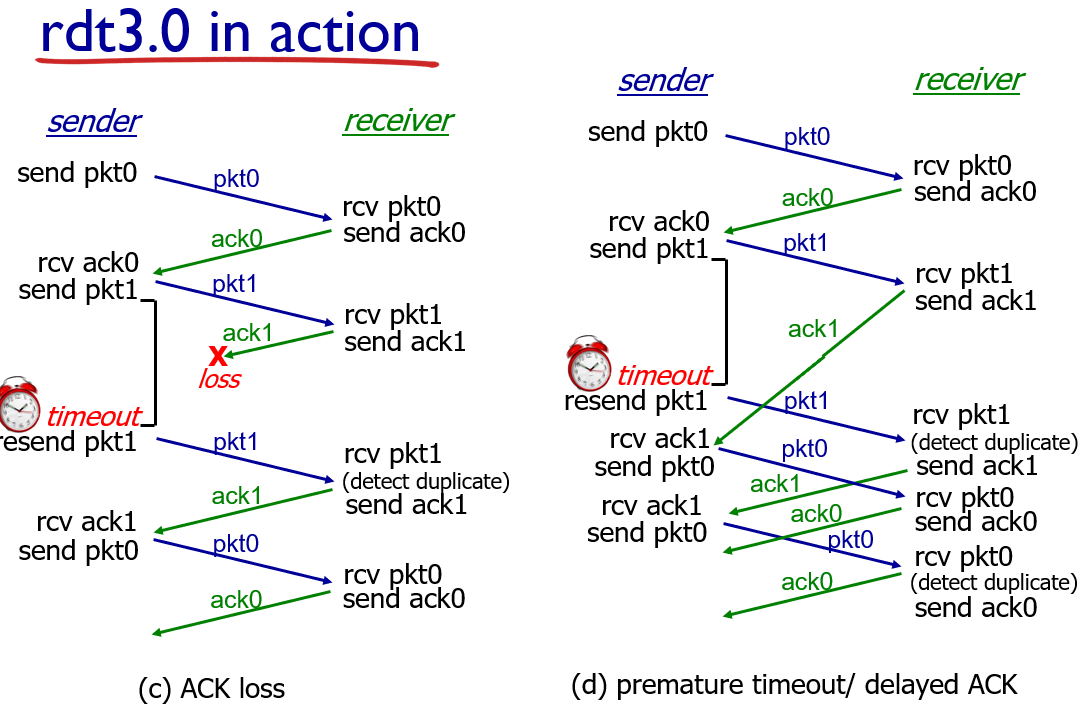 rdt3.0 in action
sender
receiver
send pkt0
pkt0
rcv pkt0
send ack0
ack0
rcv ack0
send pkt1
pkt1
rcv pkt1
send ack1
ack1
X
loss
timeout
resend pkt1
pkt1
rcv pkt1
(detect duplicate)
send ack1
ack1
rcv ack1
send pkt0
pkt0
rcv pkt0
send ack0
ack0
(c) ACK loss
sender
receiver
send pkt0
pkt0
rcv pkt0
send ack0
ack0
rcv ack0
send pkt1
pkt1
rcv pkt1
send ack1
ack1
timeout
resend pkt1
pkt1
rcv pkt1
(detect duplicate)
send ack1
rcv ack1
send pkt0
pkt0
ack1
rcv pkt0
send ack0
rcv ack1
send pkt0
ack0
pkt0
rcv pkt0
(detect duplicate)
send ack0
ack0
(d) premature timeout/ delayed ACK